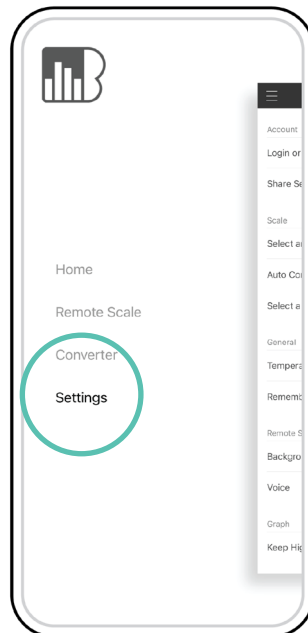 B
Home
Remote Scale
Converter
Settings
Account
Login or
Share Se
Scale
Select a
Auto Co
Select a
General
Tempera
Rememb
Remote S
Backgro
Voice
Graph
Keep Hig